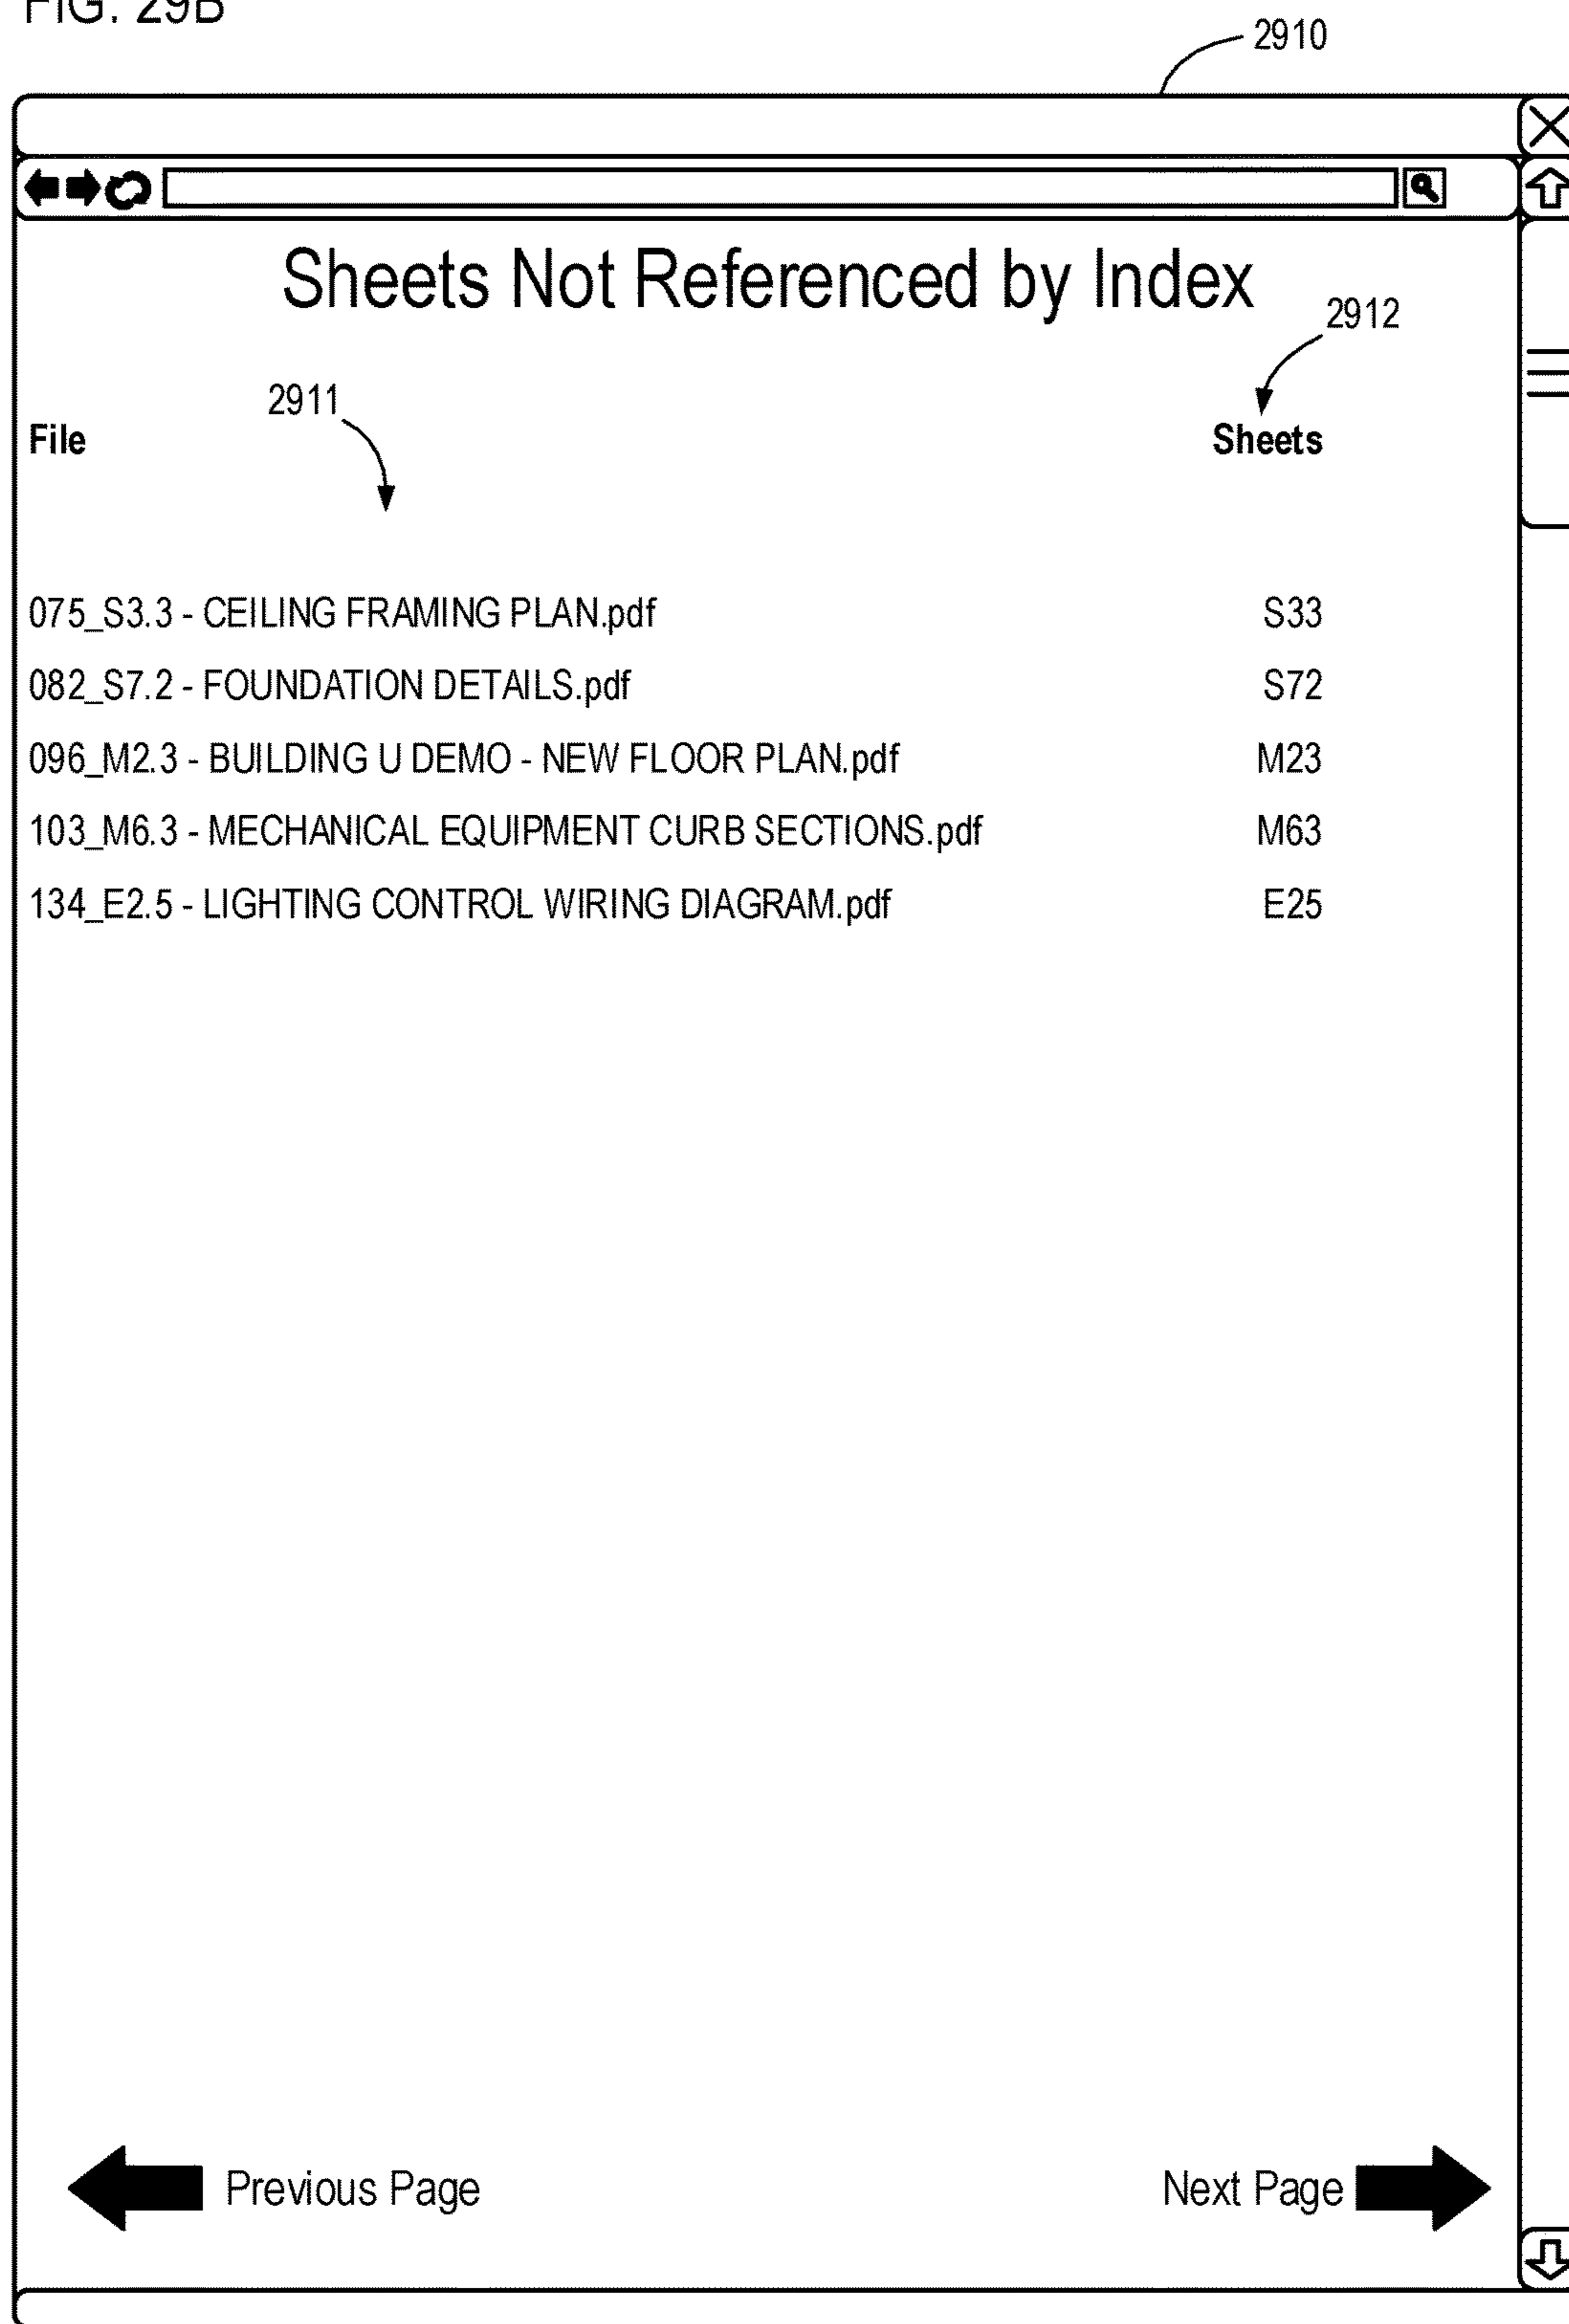 FIG. 29B
2910
Sheets Not Referenced by Index
2912
2911
File Sheets
075_S3.3 - CEILING FRAMING PLAN.pdf S33
082_S7.2 - FOUNDATION DETAILS.pdf S72
096_M2.3 - BUILDING U DEMO - NEW FLOOR PLAN.pdf M23
103_M6.3 - MECHANICAL EQUIPMENT CURB SECTIONS.pdf M63
134_E2.5 - LIGHTING CONTROL WIRING DIAGRAM.pdf E25
Previous Page Next Page